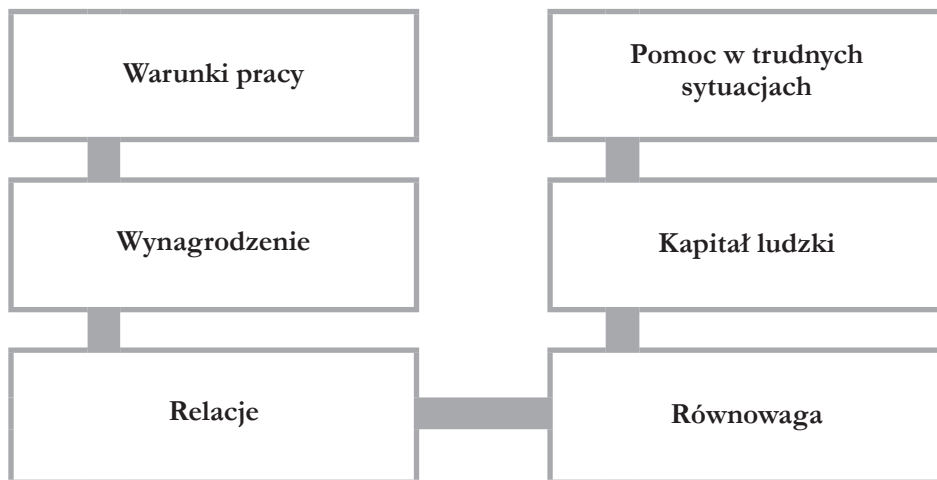 Warunki pracy
Wynagrodzenie
Relacje
Pomoc w trudnych
sytuacjach
Kapitał ludzki
Równowaga